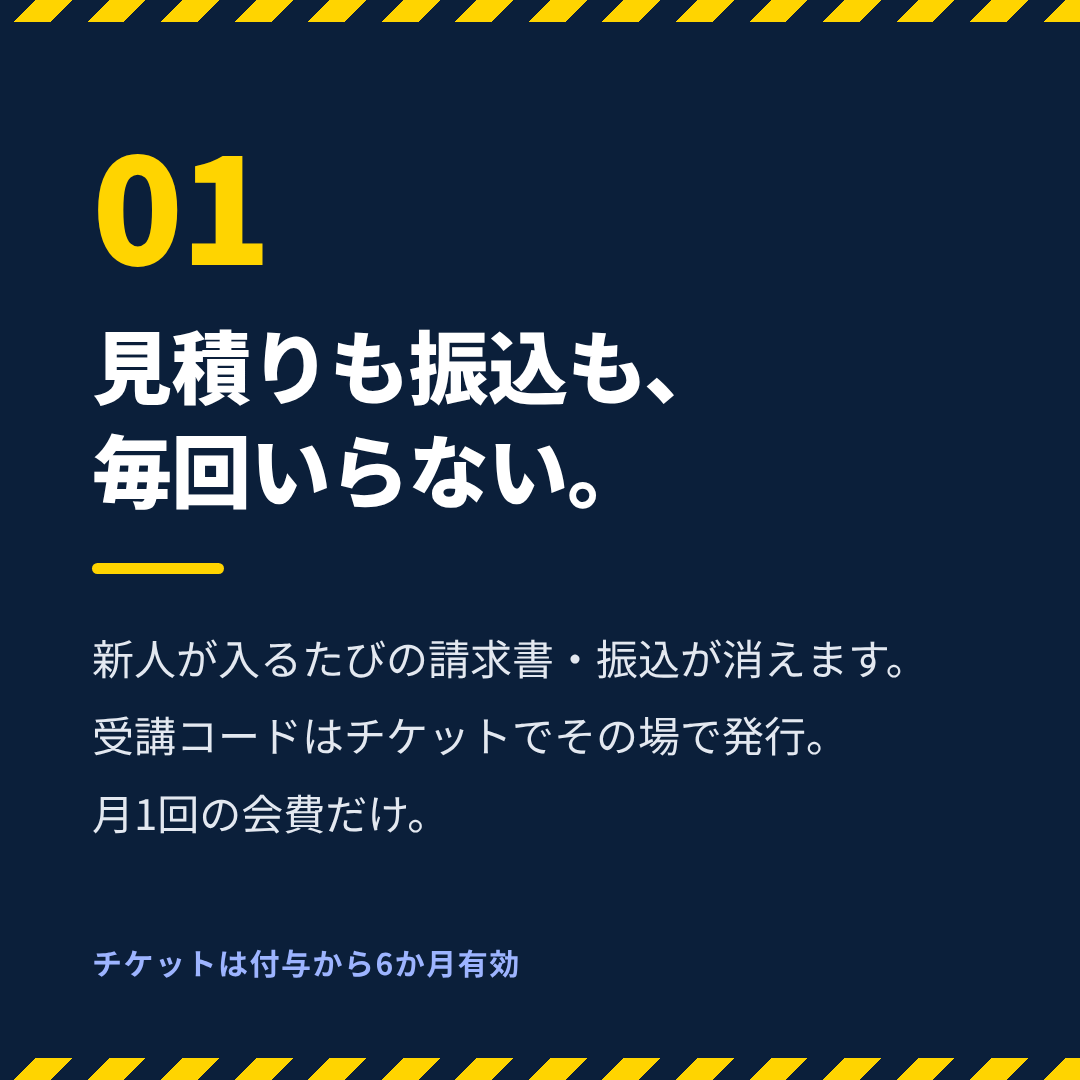 01
見積りも振込も、
毎回いらない。
新人が入るたびの請求書・振込が消えます。
受講コードはチケットでその場で発行。
月1回の会費だけ。
チケットは付与から6か月有効